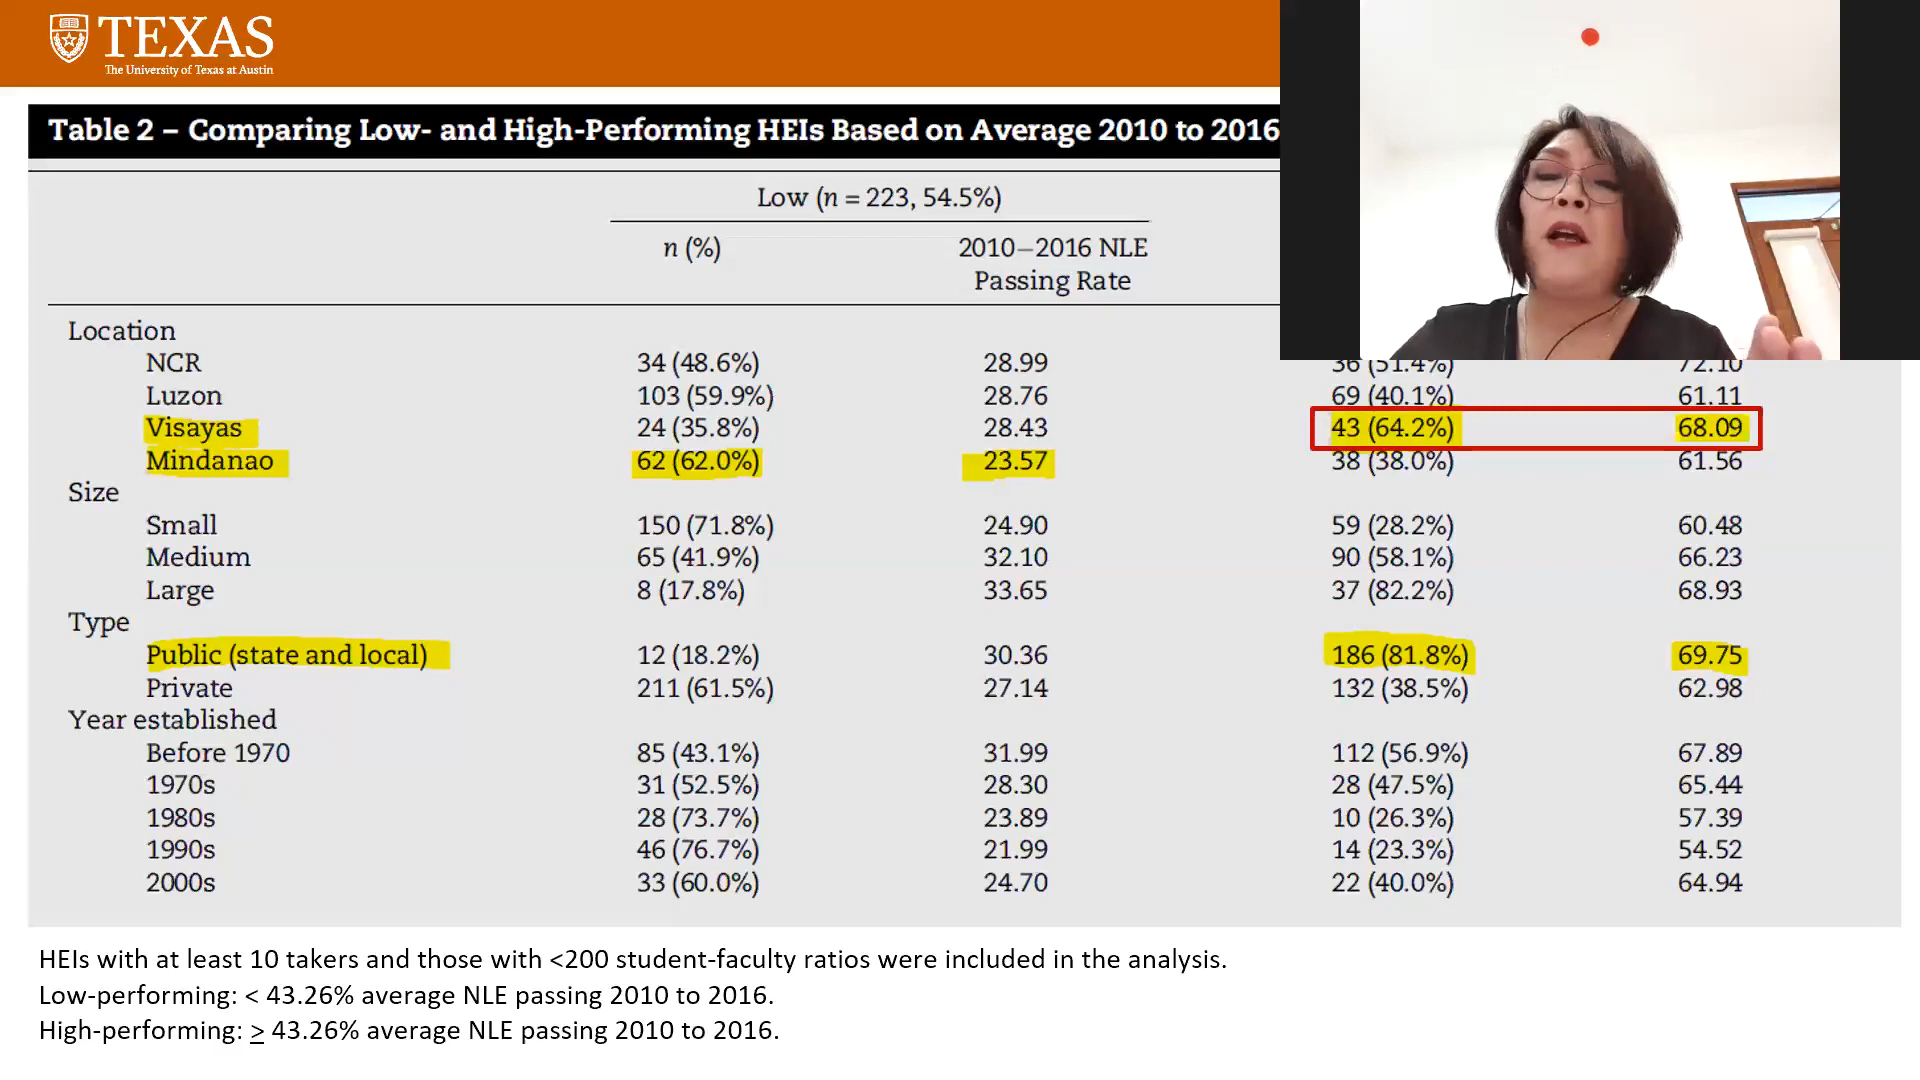 TEXAS
The University of Texas at Austin
Table 2 – Comparing Low- and High-Performing HEIs Based on Average 2010 to 2016
Low (n = 223, 54.5%)
n (%) 2010–2016 NLE
Passing Rate
Location
NCR 34 (48.6%) 28.99 36 (51.4%) 72.10
Luzon 103 (59.9%) 28.76 69 (40.1%) 61.11
Visayas 24 (35.8%) 28.43 43 (64.2%) 68.09
Mindanao 62 (62.0%) 23.57 38 (38.0%) 61.56
Size
Small 150 (71.8%) 24.90 59 (28.2%) 60.48
Medium 65 (41.9%) 32.10 90 (58.1%) 66.23
Large 8 (17.8%) 33.65 37 (82.2%) 68.93
Type
Public (state and local) 12 (18.2%) 30.36 186 (81.8%) 69.75
Private 211 (61.5%) 27.14 132 (38.5%) 62.98
Year established
Before 1970 85 (43.1%) 31.99 112 (56.9%) 67.89
1970s 31 (52.5%) 28.30 28 (47.5%) 65.44
1980s 28 (73.7%) 23.89 10 (26.3%) 57.39
1990s 46 (76.7%) 21.99 14 (23.3%) 54.52
2000s 33 (60.0%) 24.70 22 (40.0%) 64.94
HEIs with at least 10 takers and those with <200 student-faculty ratios were included in the analysis.
Low-performing: < 43.26% average NLE passing 2010 to 2016.
High-performing: > 43.26% average NLE passing 2010 to 2016.